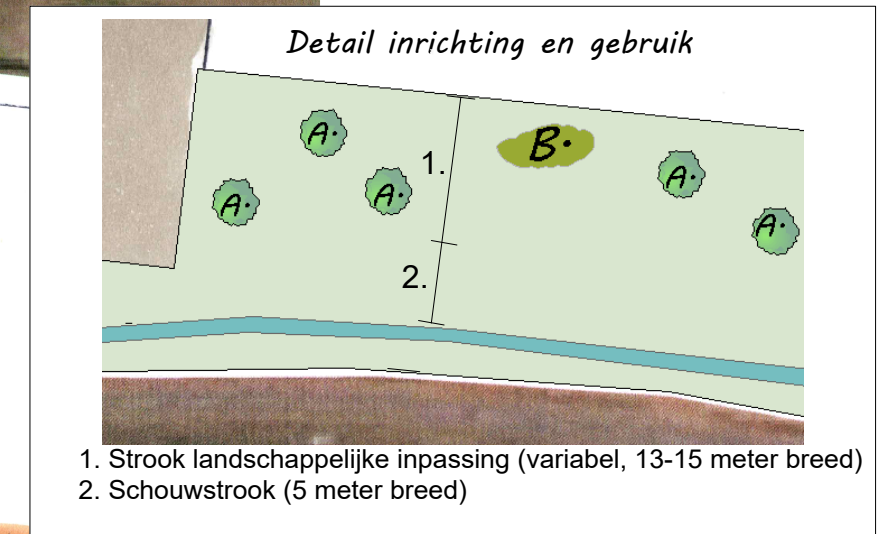 Detail inrichting en gebruik
A.
B.
1.
A.
A.
A.
A.
2.
1. Strook landschappelijke inpassing (variabel, 13-15 meter breed)
2. Schouwstrook (5 meter breed)